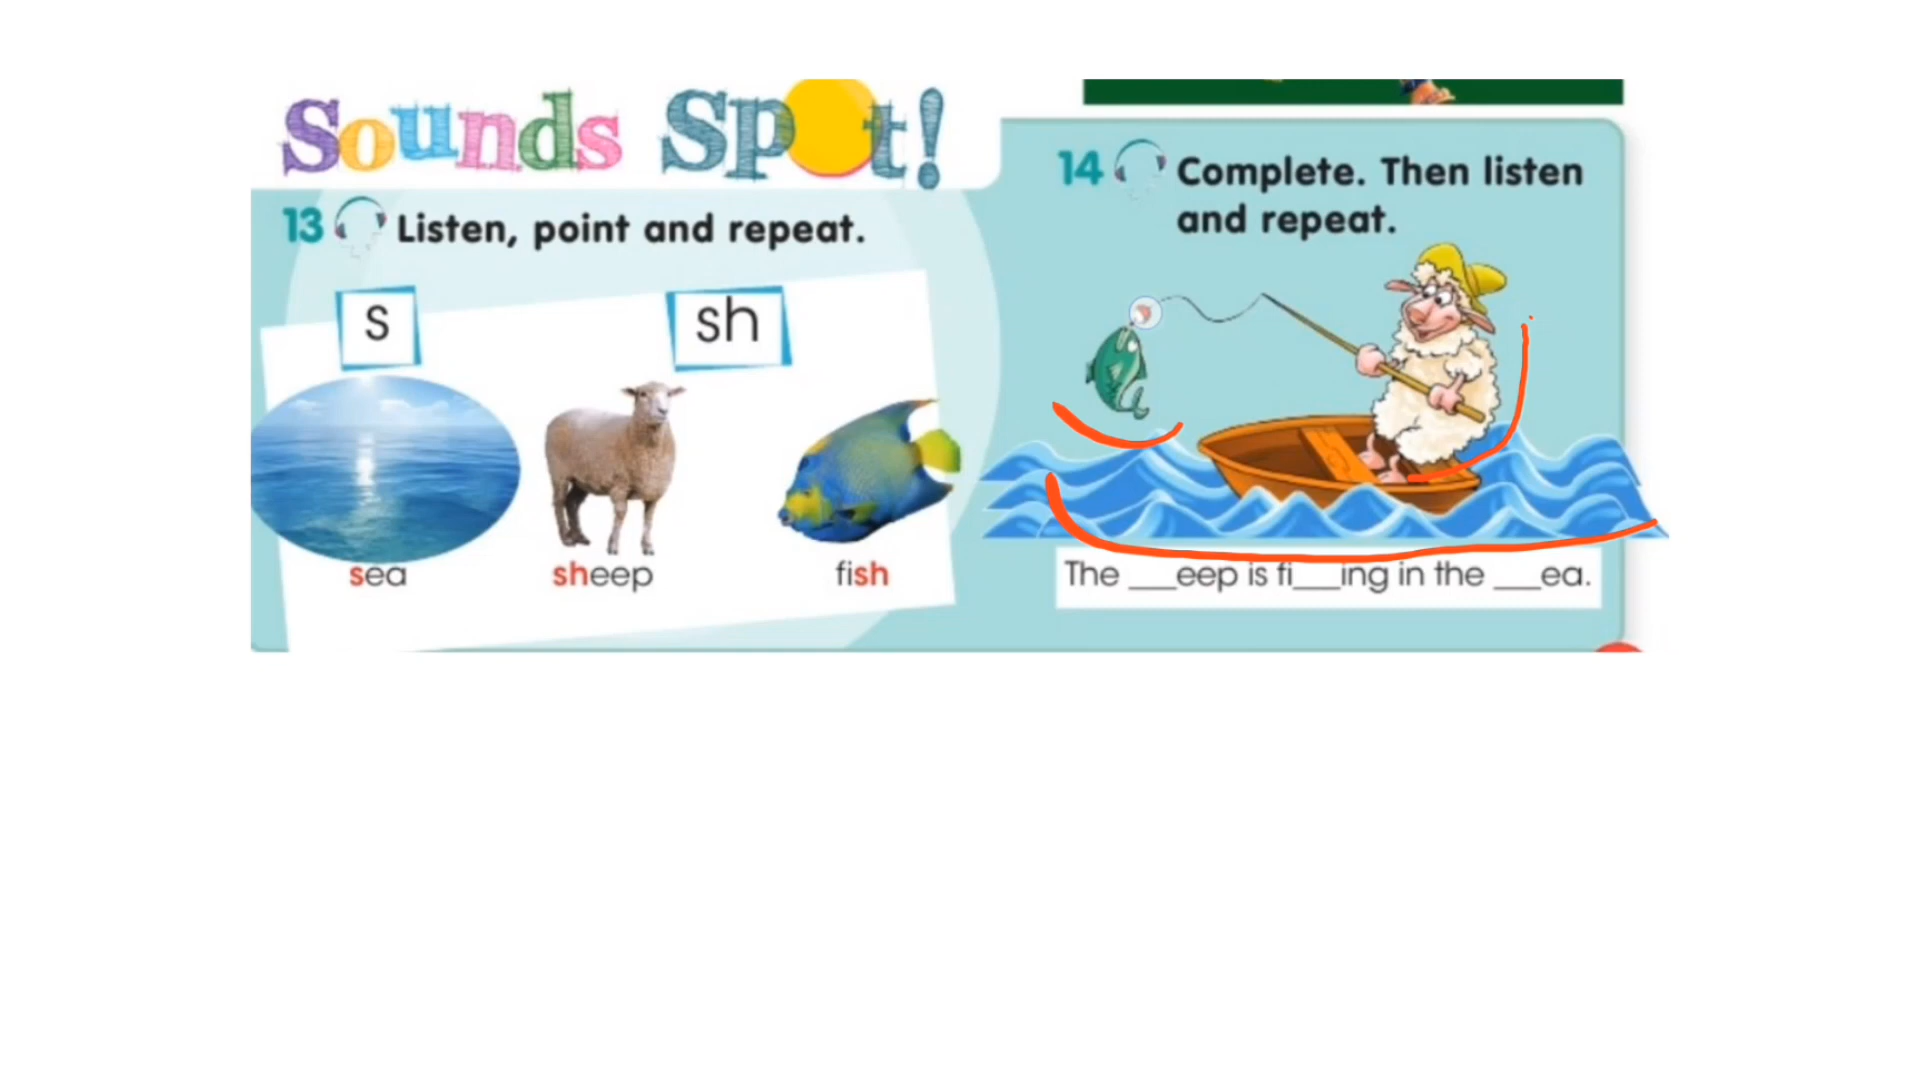 Sounds Spot!
13 Listen, point and repeat.
s
sh
sea
sheep
fish
14 Complete. Then listen
and repeat.
The ___eep is fi___ing in the ___ea.